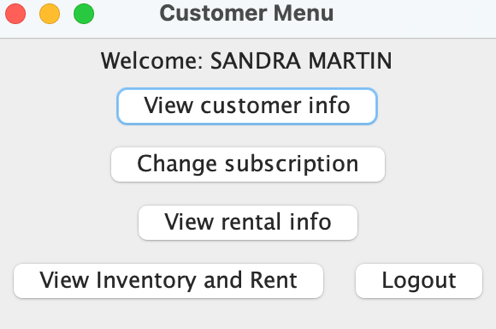 Customer Menu
Welcome: SANDRA MARTIN
View customer info
Change subscription
View rental info
View Inventory and Rent
Logout